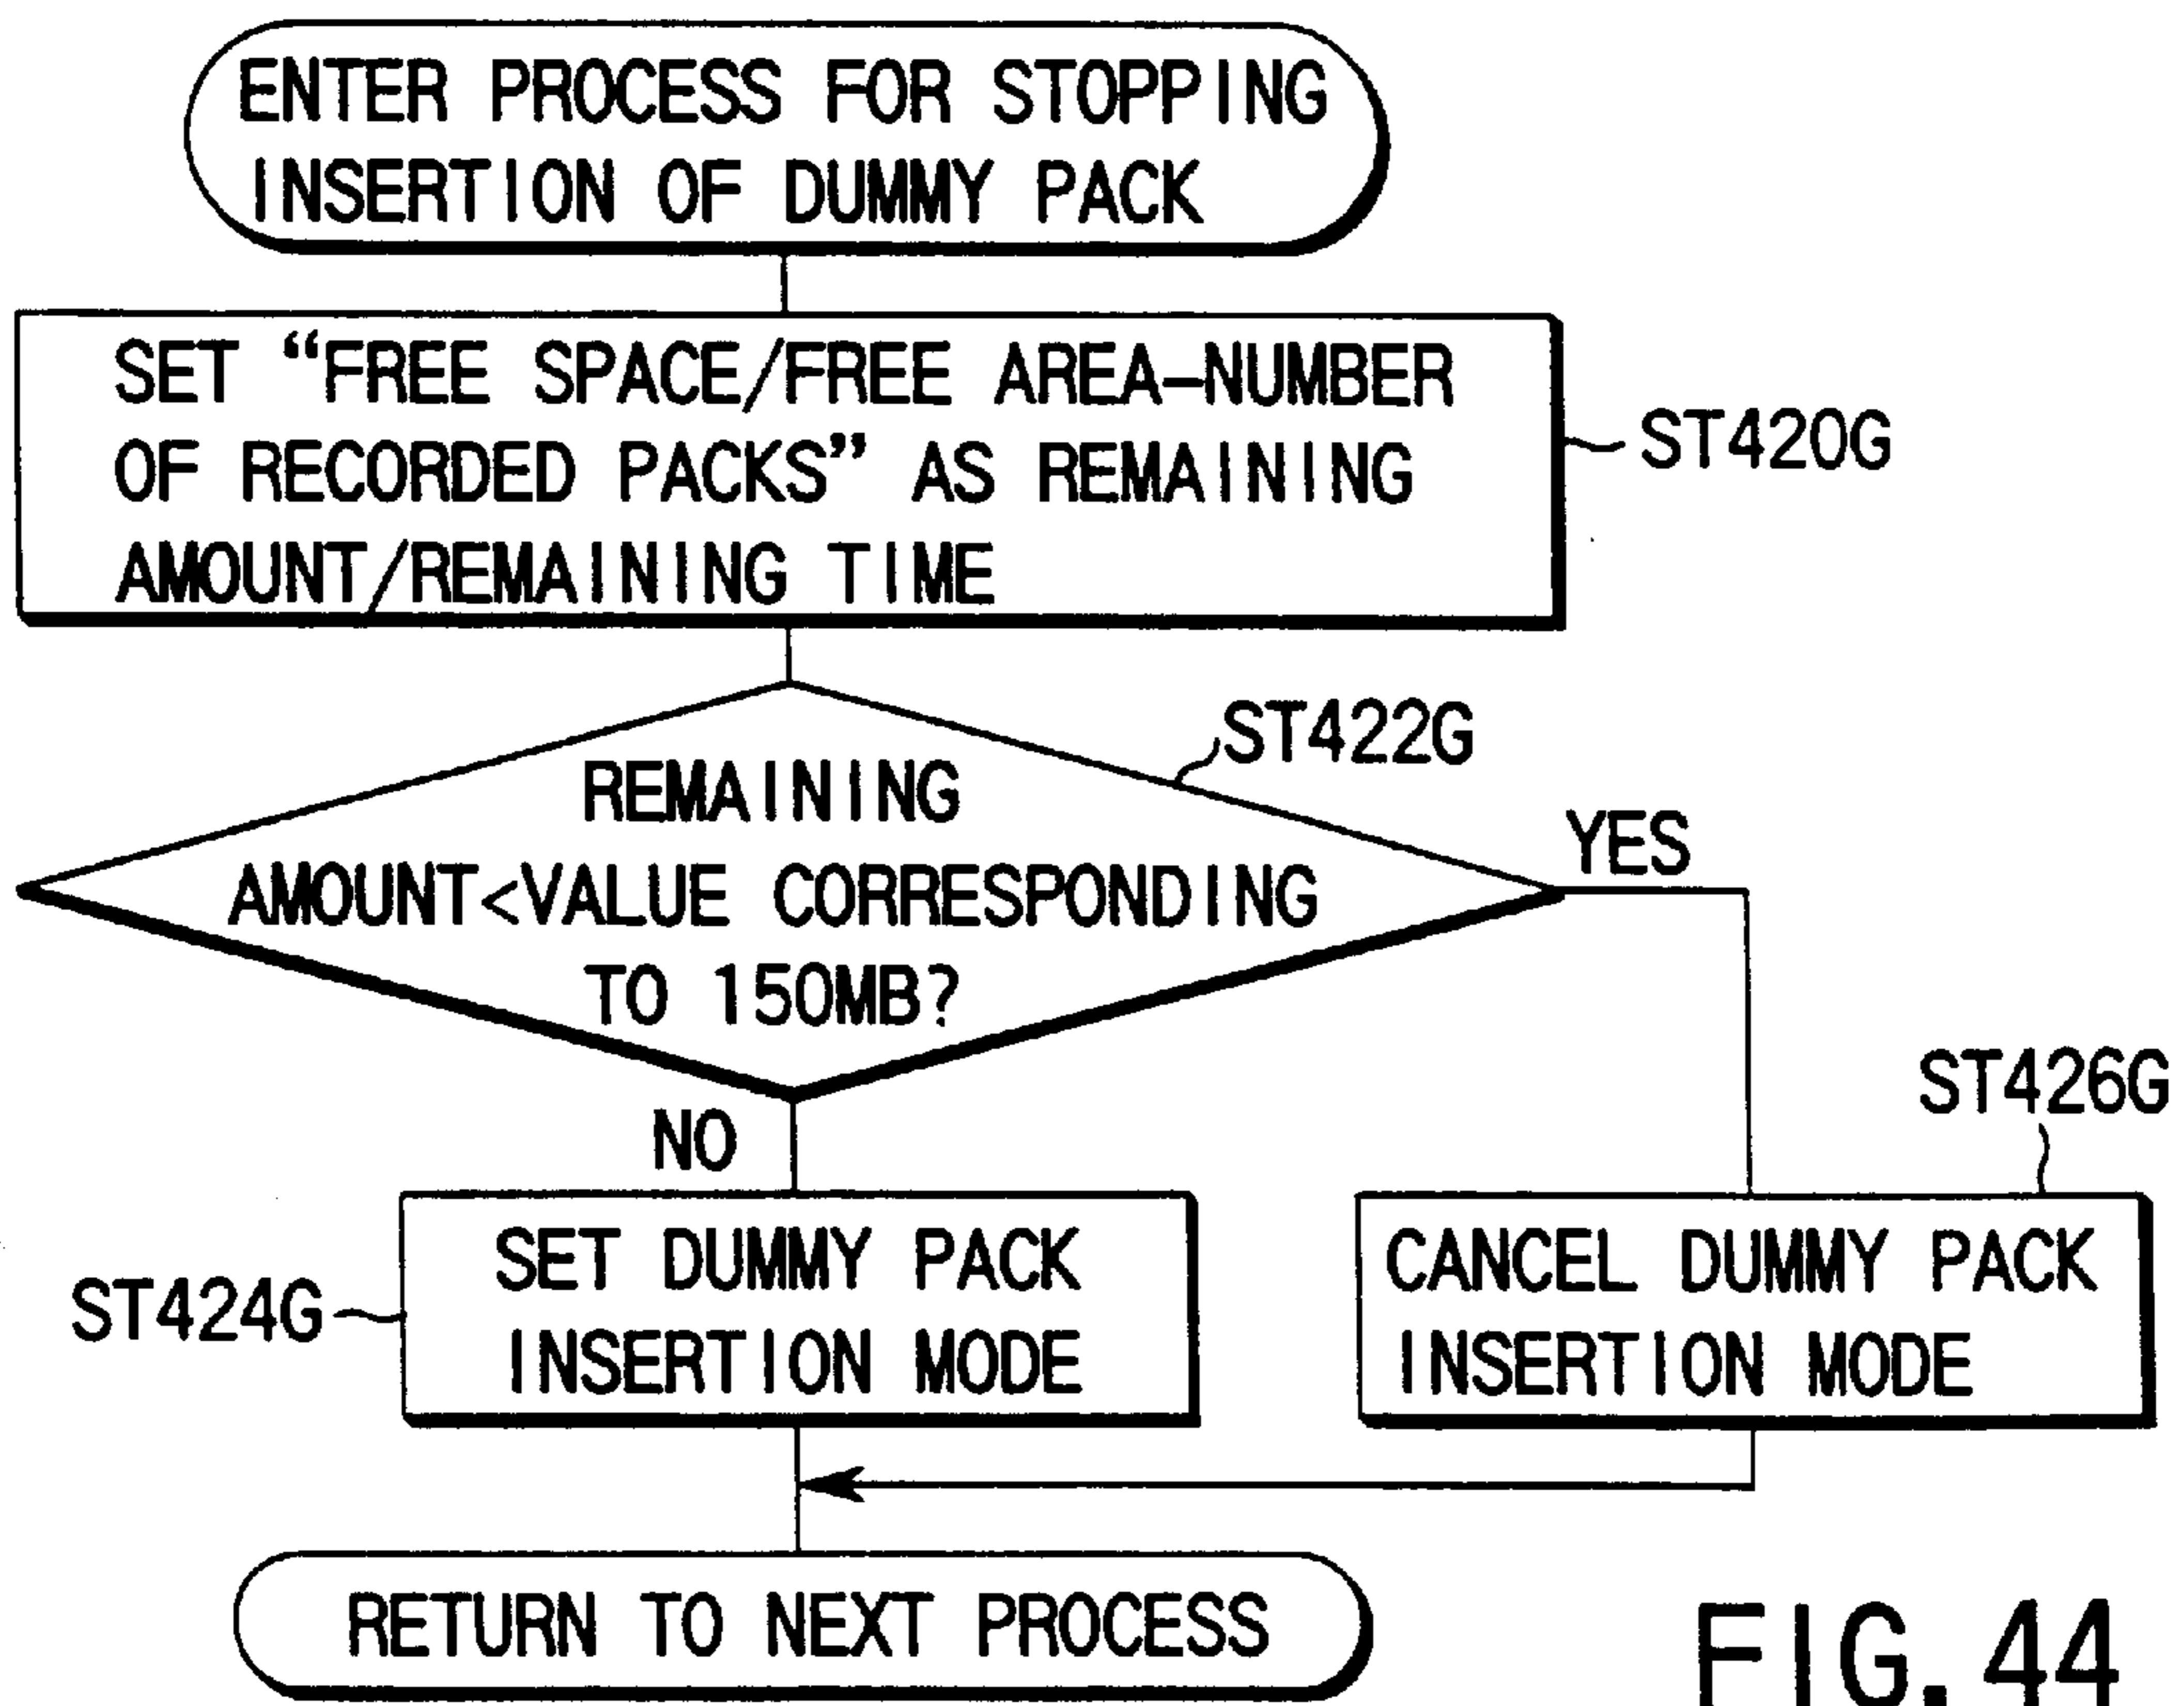 ENTER PROCESS FOR STOPPING
INSERTION OF DUMMY PACK
SET “FREE SPACE/FREE AREA–NUMBER
OF RECORDED PACKS” AS REMAINING
AMOUNT/REMAINING TIME
ST420G
ST422G
REMAINING
AMOUNT<VALUE CORRESPONDING
TO 150MB?
YES
NO
ST426G
SET DUMMY PACK
INSERTION MODE
ST424G
CANCEL DUMMY PACK
INSERTION MODE
RETURN TO NEXT PROCESS
FIG. 44